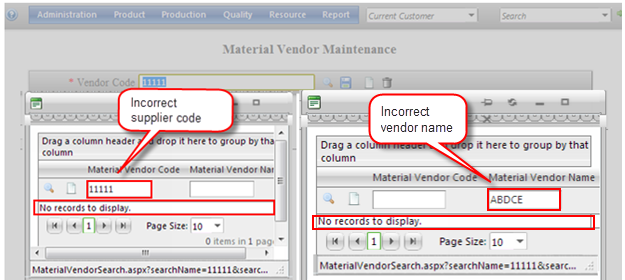 Administration Product Production Quality Resource Report Current Customer Search
Material Vendor Maintenance
* Vendor Code 11111
Incorrect
supplier code
Drag a column header and drop it here to group by that
column
Material Vendor Code Material Vendor Nam
11111
No records to display.
1 Page Size: 10
0 items in 1 page
MaterialVendorSearch.aspx?searchName=11111&searc...
Incorrect
vendor name
Drag a column header and drop it here to group by that
column
Material Vendor Code Material Vendor Name
ABDCE
No records to display.
1 Page Size: 10
MaterialVendorSearch.aspx?searchName=11111&searc...